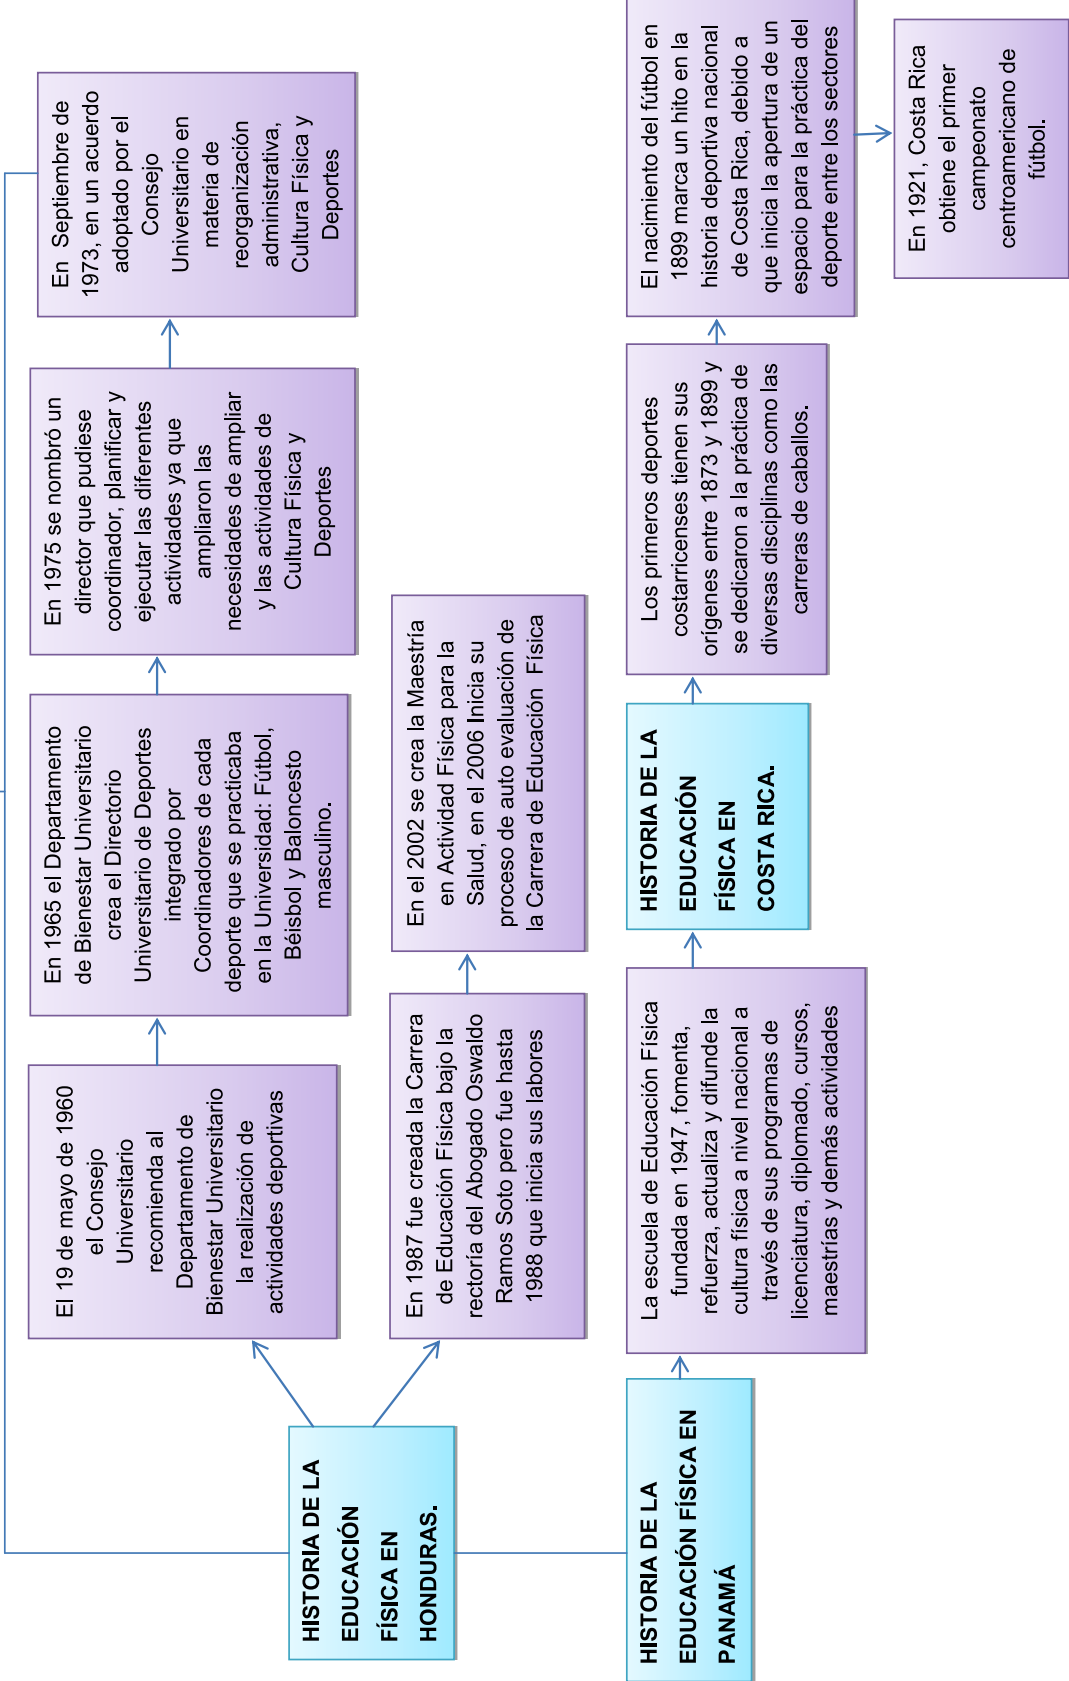 HISTORIA DE LA
EDUCACIÓN
FÍSICA EN
HONDURAS.
El 19 de mayo de 1960
el Consejo
Universitario
recomienda al
Departamento de
Bienestar Universitario
la realización de
actividades deportivas
En 1965 el Departamento
de Bienestar Universitario
crea el Directorio
Universitario de Deportes
integrado por
Coordinadores de cada
deporte que se practicaba
en la Universidad: Fútbol,
Béisbol y Baloncesto
masculino.
En 1975 se nombró un
director que pudiese
coordinador, planificar y
ejecutar las diferentes
actividades ya que
ampliaron las
necesidades de ampliar
y las actividades de
Cultura Física y
Deportes
En Septiembre de
1973, en un acuerdo
adoptado por el
Consejo
Universitario en
materia de
reorganización
administrativa,
Cultura Física y
Deportes
En 1987 fue creada la Carrera
de Educación Física bajo la
rectoría del Abogado Oswaldo
Ramos Soto pero fue hasta
1988 que inicia sus labores
En el 2002 se crea la Maestría
en Actividad Física para la
Salud, en el 2006 Inicia su
proceso de auto evaluación de
la Carrera de Educación Física
HISTORIA DE LA
EDUCACIÓN FÍSICA EN
PANAMÁ
La escuela de Educación Física
fundada en 1947, fomenta,
refuerza, actualiza y difunde la
cultura física a nivel nacional a
través de sus programas de
licenciatura, diplomado, cursos,
maestrías y demás actividades
HISTORIA DE LA
EDUCACIÓN
FÍSICA EN
COSTA RICA.
Los primeros deportes
costarricenses tienen sus
orígenes entre 1873 y 1899 y
se dedicaron a la práctica de
diversas disciplinas como las
carreras de caballos.
El nacimiento del fútbol en
1899 marca un hito en la
historia deportiva nacional
de Costa Rica, debido a
que inicia la apertura de un
espacio para la práctica del
deporte entre los sectores
En 1921, Costa Rica
obtiene el primer
campeonato
centroamericano de
fútbol.